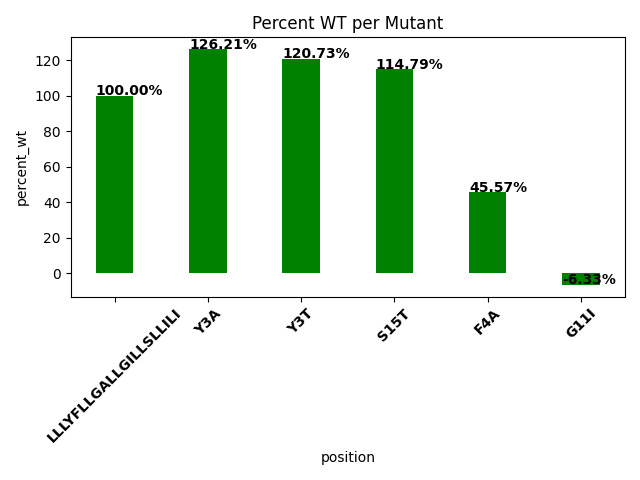 Percent WT per Mutant
percent_wt
120
100
80
60
40
20
0
100.00%
126.21%
120.73%
114.79%
45.57%
-6.33%
LLLYFLLGALLGILLSLLILI
Y3A
Y3T
S15T
F4A
G11I
position